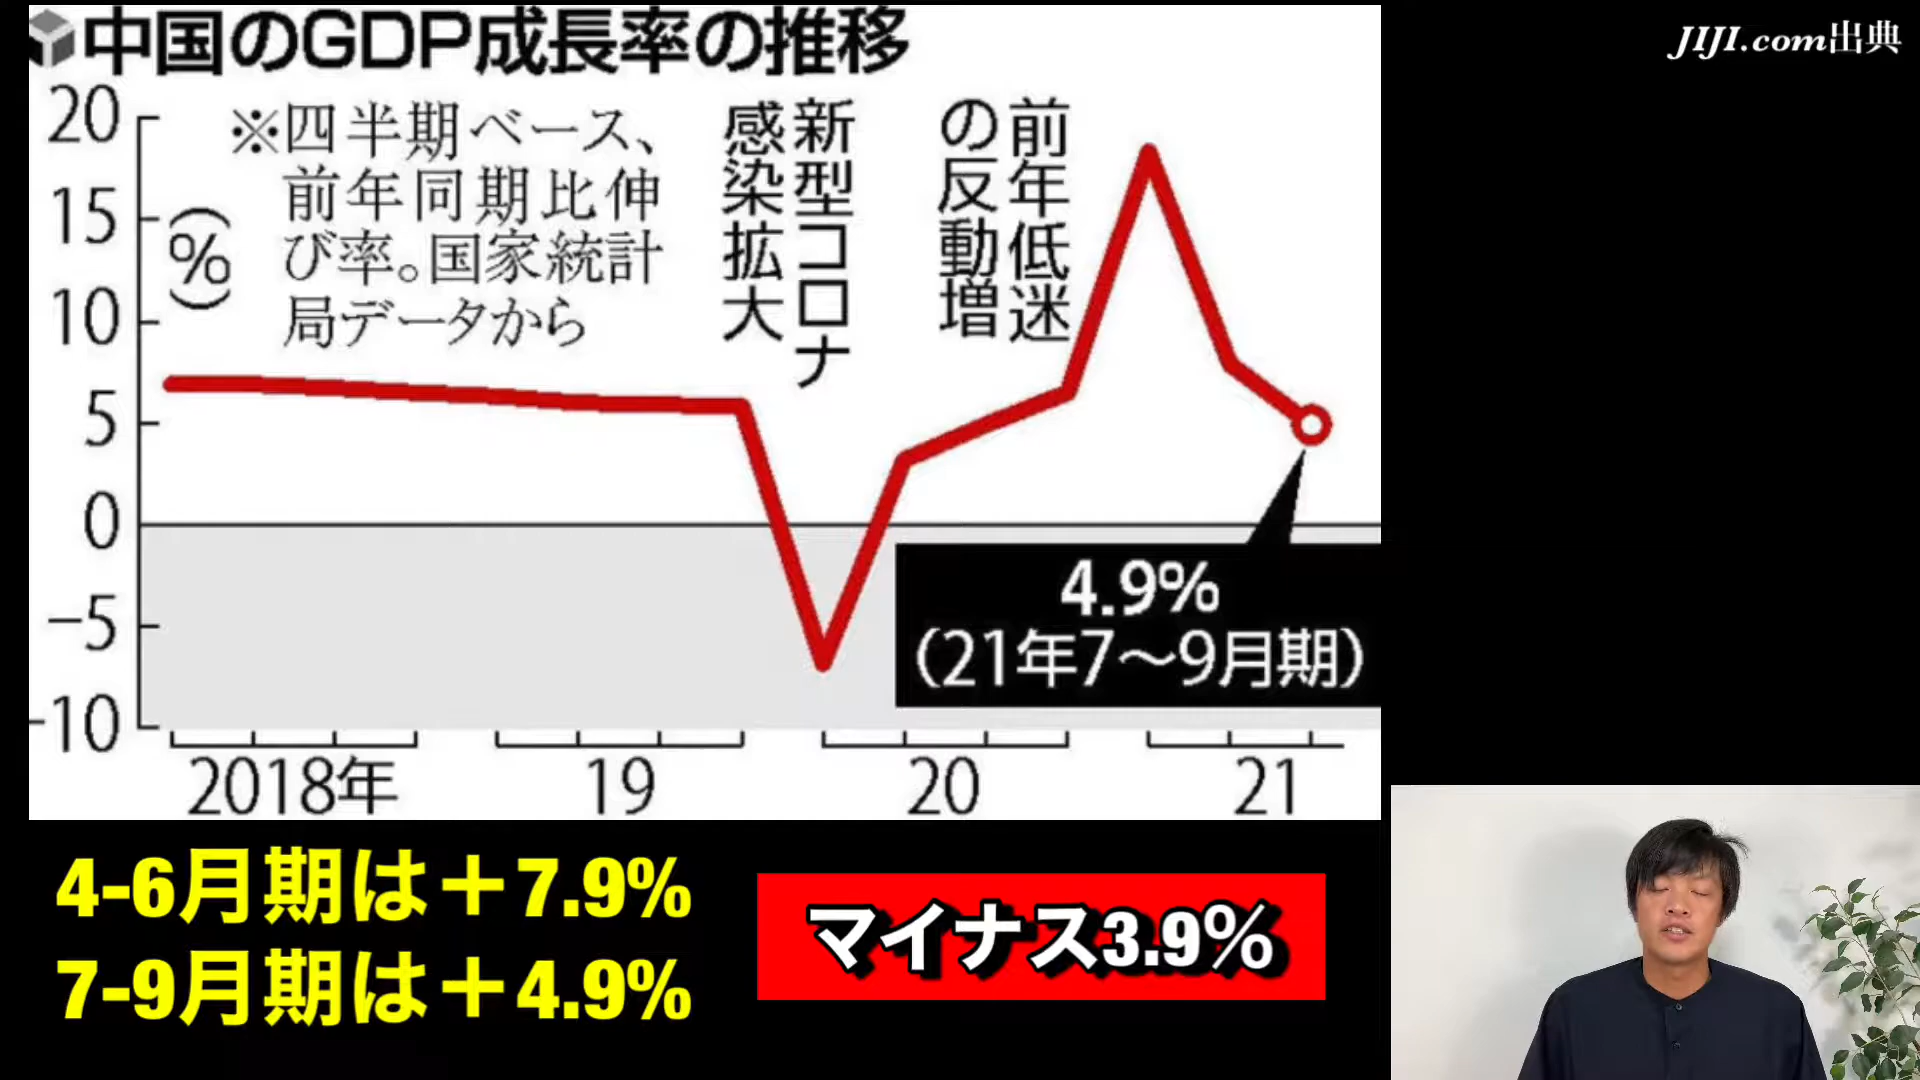 中国のGDP成長率の推移
JIJI.com出典
20
15
10
5
0
−5
-10
(%)
※四半期ベース、
前年同期比伸
び率。国家統計
局データから
新型コロナ
感染拡大
前年低迷
の反動増
4.9%
(21年7〜9月期)
2018年
19
20
21
4-6月期は＋7.9%
7-9月期は＋4.9%
マイナス3.9%